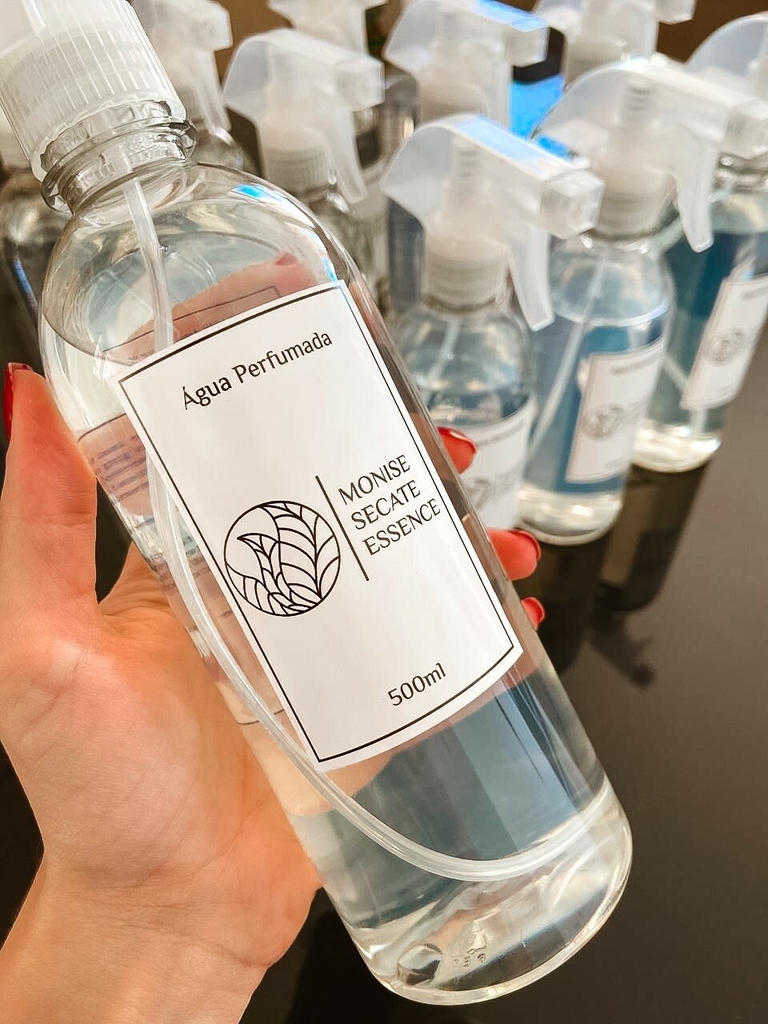 Água Perfumada
MONISE
SECATE
ESSENCE
500ml